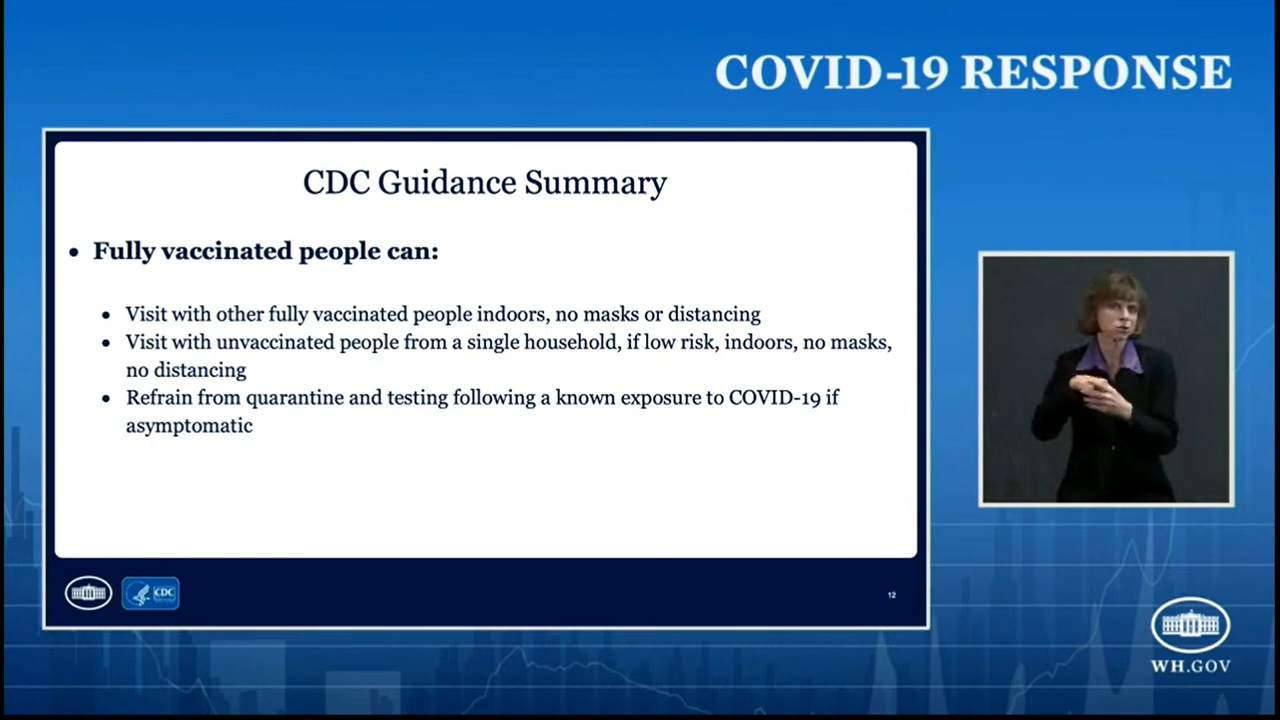 COVID-19 RESPONSE
CDC Guidance Summary
• Fully vaccinated people can:
• Visit with other fully vaccinated people indoors, no masks or distancing
• Visit with unvaccinated people from a single household, if low risk, indoors, no masks,
no distancing
• Refrain from quarantine and testing following a known exposure to COVID-19 if
asymptomatic
CDC
12
WH.GOV